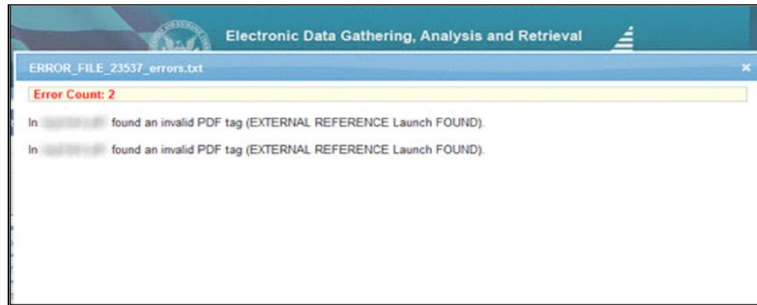 Electronic Data Gathering, Analysis and Retrieval
ERROR_FILE_23537_errors.txt
Error Count: 2
In found an invalid PDF tag (EXTERNAL REFERENCE Launch FOUND).
In found an invalid PDF tag (EXTERNAL REFERENCE Launch FOUND).